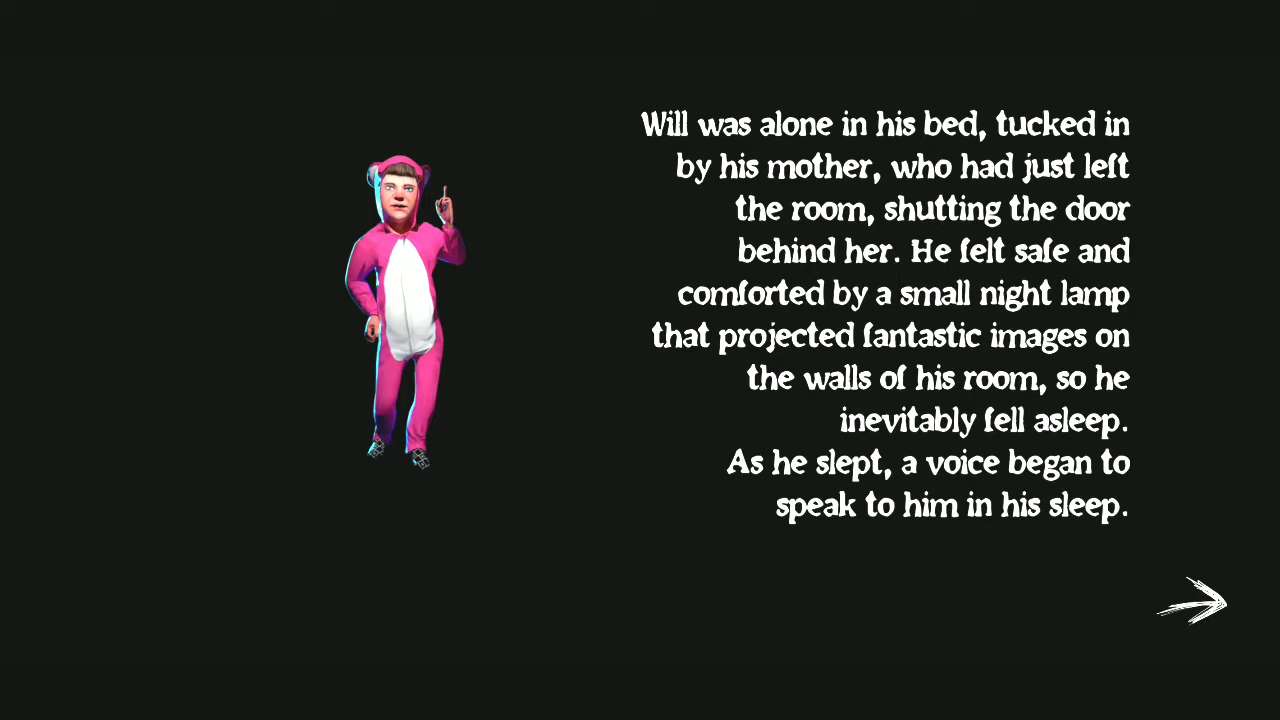 Will was alone in his bed, tucked in
by his mother, who had just left
the room, shutting the door
behind her. He felt safe and
comforted by a small night lamp
that projected fantastic images on
the walls of his room, so he
inevitably fell asleep.
As he slept, a voice began to
speak to him in his sleep.